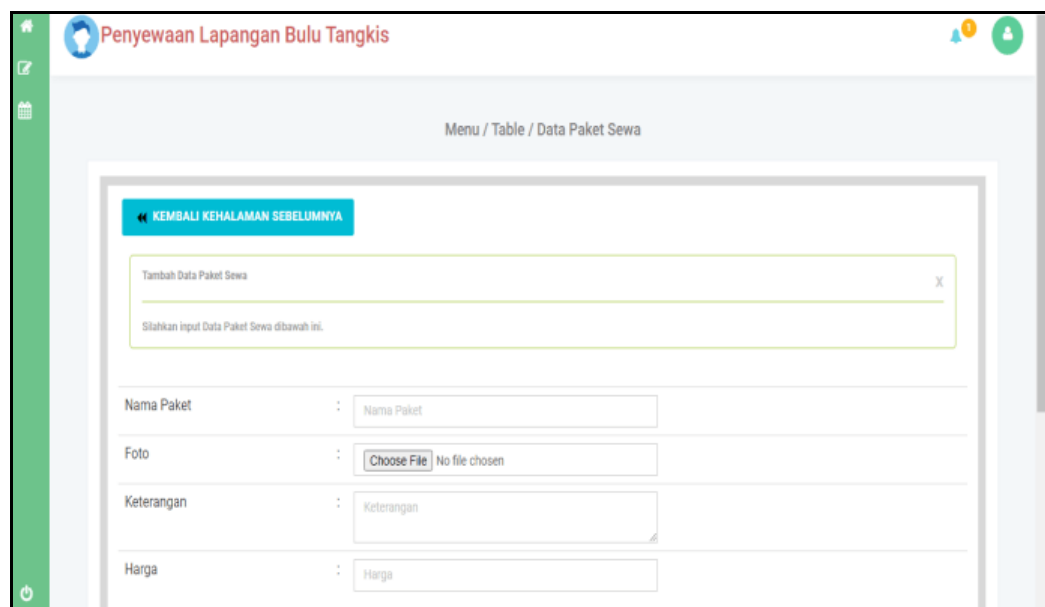 Penyewaan Lapangan Bulu Tangkis
Menu / Table / Data Paket Sewa
KEMBALI KEHALAMAN SEBELUMNYA
Tambah Data Paket Sewa
X
Silahkan input Data Paket Sewa dibawah ini.
Nama Paket : Nama Paket
Foto : Choose File No file chosen
Keterangan : Keterangan
Harga : Harga